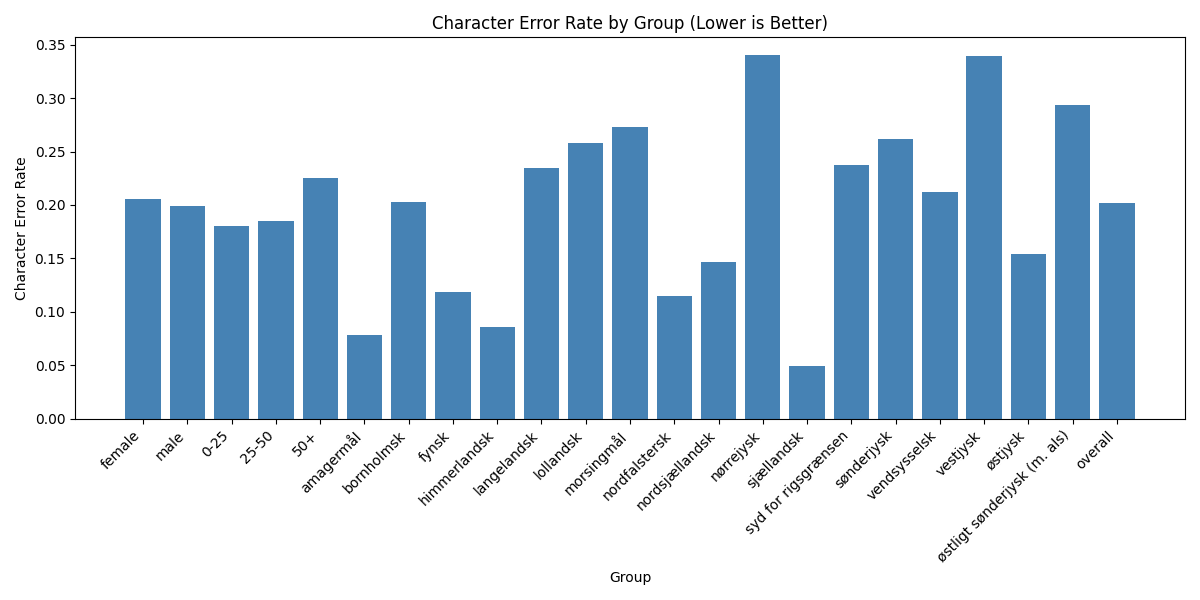 Character Error Rate by Group (Lower is Better)
Character Error Rate
0.35
0.30
0.25
0.20
0.15
0.10
0.05
0.00
female
male
0-25
25-50
50+
amagermål
bornholmsk
fynsk
himmerlandsk
langelandsk
lollandsk
morsingmål
nordfalstersk
nordsjællandsk
nørrejysk
sjællandsk
syd for rigsgrænsen
sønderjysk
vendsysselsk
vestjysk
østjysk
østligt sønderjysk (m. als)
overall
Group